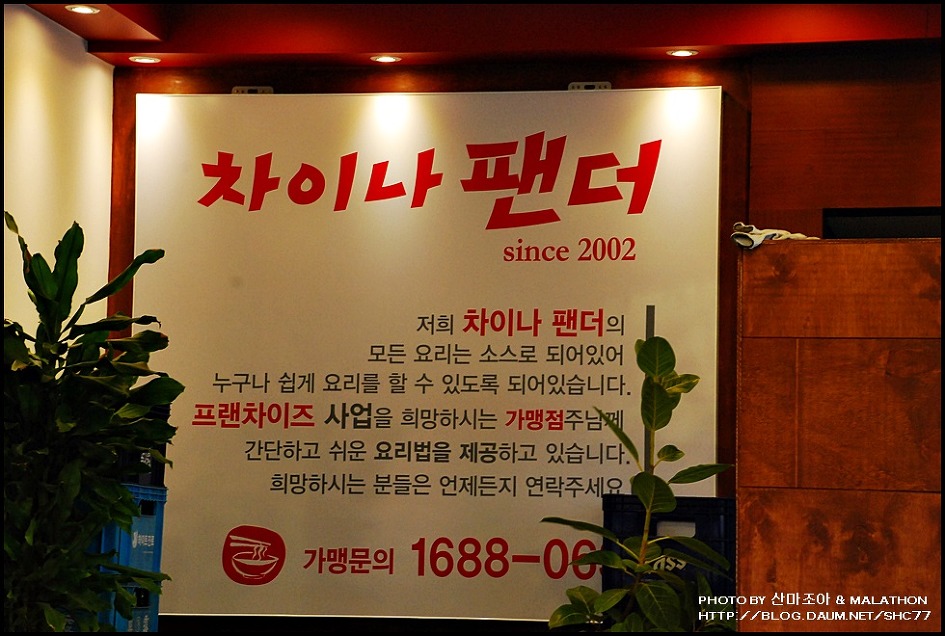 차이나 팬더
since 2002
저희 차이나 팬더의
모든 요리는 소스로 되어있어
누구나 쉽게 요리를 할 수 있도록 되어있습니다.
프랜차이즈 사업을 희망하시는 가맹점주님께
간단하고 쉬운 요리법을 제공하고 있습니다.
희망하시는 분들은 언제든지 연락주세요
가맹문의 1688-06
PHOTO BY 산마조아 & MALATHON
HTTP://BLOG.DAUM.NET/SHC77